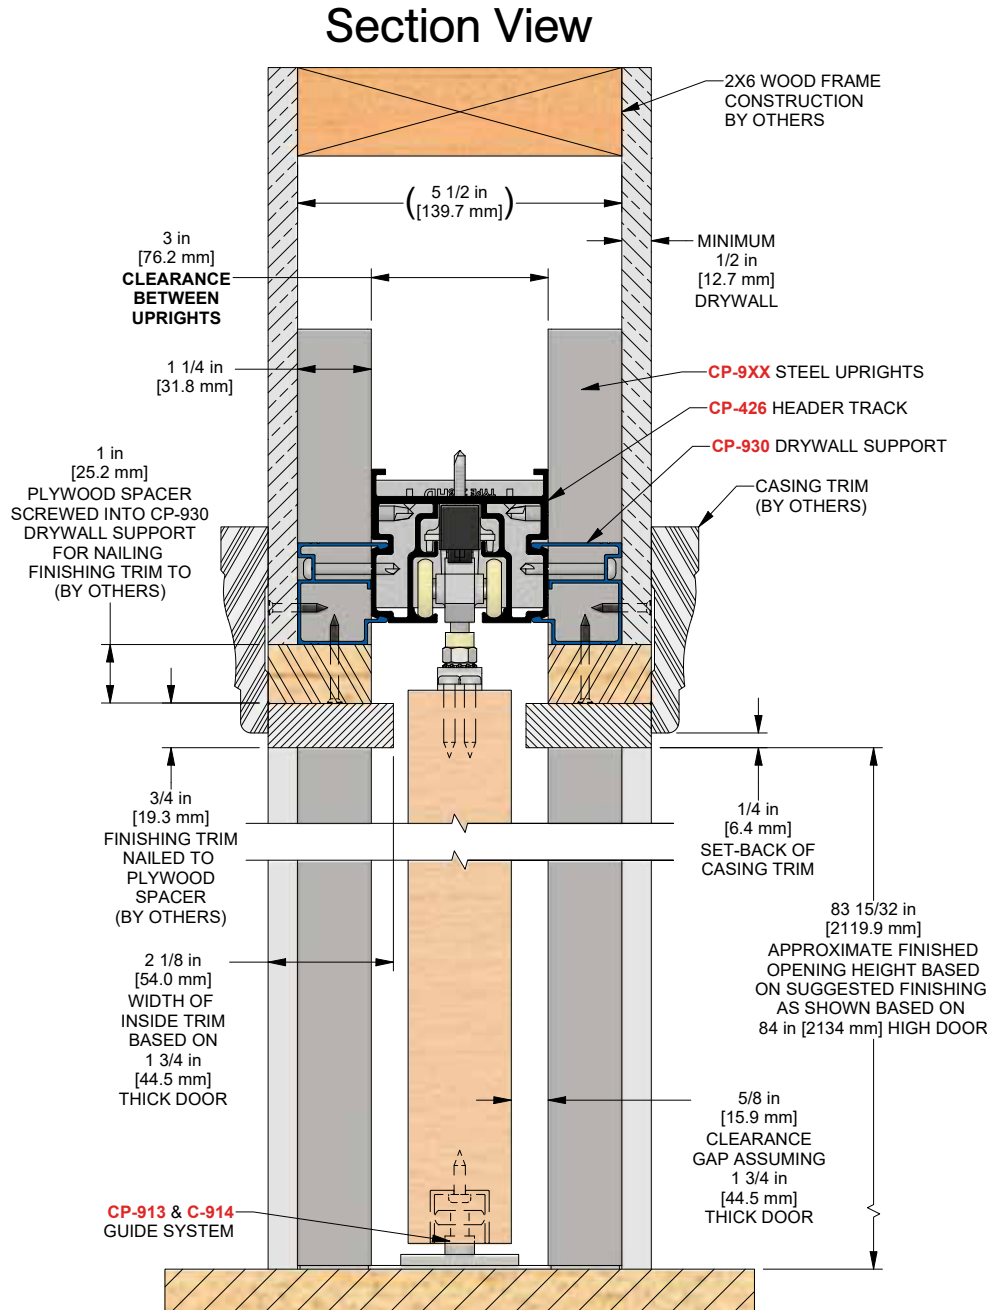 Section View
2X6 WOOD FRAME
CONSTRUCTION
BY OTHERS
( 5 1/2 in
[139.7 mm] )
3 in
[76.2 mm]
CLEARANCE
BETWEEN
UPRIGHTS
MINIMUM
1/2 in
[12.7 mm]
DRYWALL
1 1/4 in
[31.8 mm]
CP-9XX STEEL UPRIGHTS
CP-426 HEADER TRACK
CP-930 DRYWALL SUPPORT
CASING TRIM
(BY OTHERS)
1 in
[25.2 mm]
PLYWOOD SPACER
SCREWED INTO CP-930
DRYWALL SUPPORT
FOR NAILING
FINISHING TRIM TO
(BY OTHERS)
3/4 in
[19.3 mm]
FINISHING TRIM
NAILED TO
PLYWOOD
SPACER
(BY OTHERS)
1/4 in
[6.4 mm]
SET-BACK OF
CASING TRIM
83 15/32 in
[2119.9 mm]
APPROXIMATE FINISHED
OPENING HEIGHT BASED
ON SUGGESTED FINISHING
AS SHOWN BASED ON
84 in [2134 mm] HIGH DOOR
2 1/8 in
[54.0 mm]
WIDTH OF
INSIDE TRIM
BASED ON
1 3/4 in
[44.5 mm]
THICK DOOR
5/8 in
[15.9 mm]
CLEARANCE
GAP ASSUMING
1 3/4 in
[44.5 mm]
THICK DOOR
CP-913 & C-914
GUIDE SYSTEM